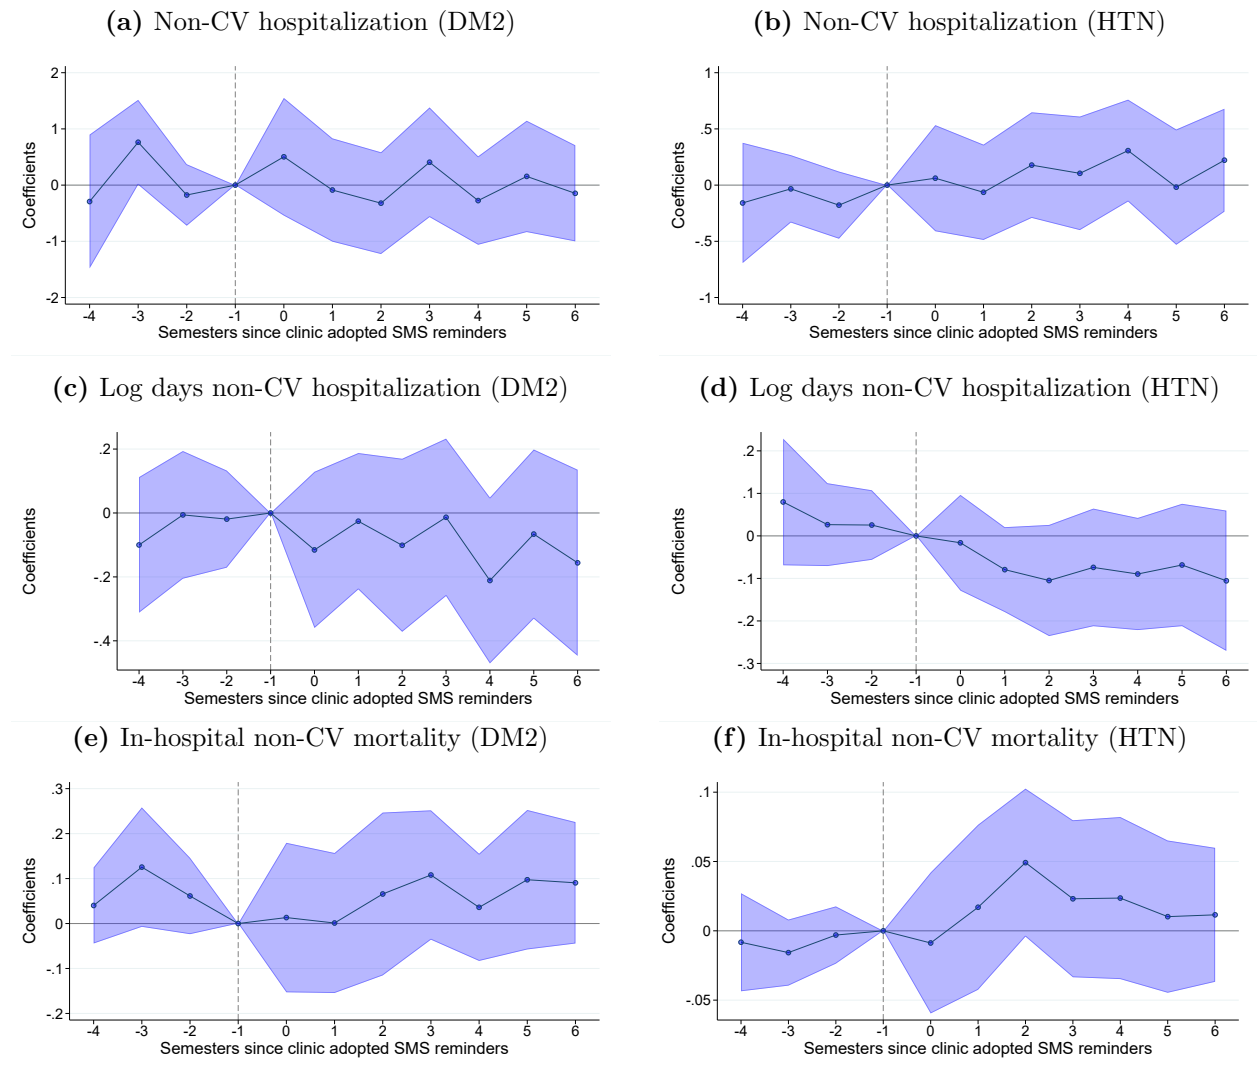 (a) Non-CV hospitalization (DM2)
2
1
0
-1
-2
Coefficients
-4 -3 -2 -1 0 1 2 3 4 5 6
Semesters since clinic adopted SMS reminders
(b) Non-CV hospitalization (HTN)
1
.5
0
-.5
-1
Coefficients
-4 -3 -2 -1 0 1 2 3 4 5 6
Semesters since clinic adopted SMS reminders
(c) Log days non-CV hospitalization (DM2)
.2
0
-.2
-.4
Coefficients
-4 -3 -2 -1 0 1 2 3 4 5 6
Semesters since clinic adopted SMS reminders
(d) Log days non-CV hospitalization (HTN)
.2
.1
0
-.1
-.2
-.3
Coefficients
-4 -3 -2 -1 0 1 2 3 4 5 6
Semesters since clinic adopted SMS reminders
(e) In-hospital non-CV mortality (DM2)
.3
.2
.1
0
-.1
-.2
Coefficients
-4 -3 -2 -1 0 1 2 3 4 5 6
Semesters since clinic adopted SMS reminders
(f) In-hospital non-CV mortality (HTN)
.1
.05
0
-.05
Coefficients
-4 -3 -2 -1 0 1 2 3 4 5 6
Semesters since clinic adopted SMS reminders